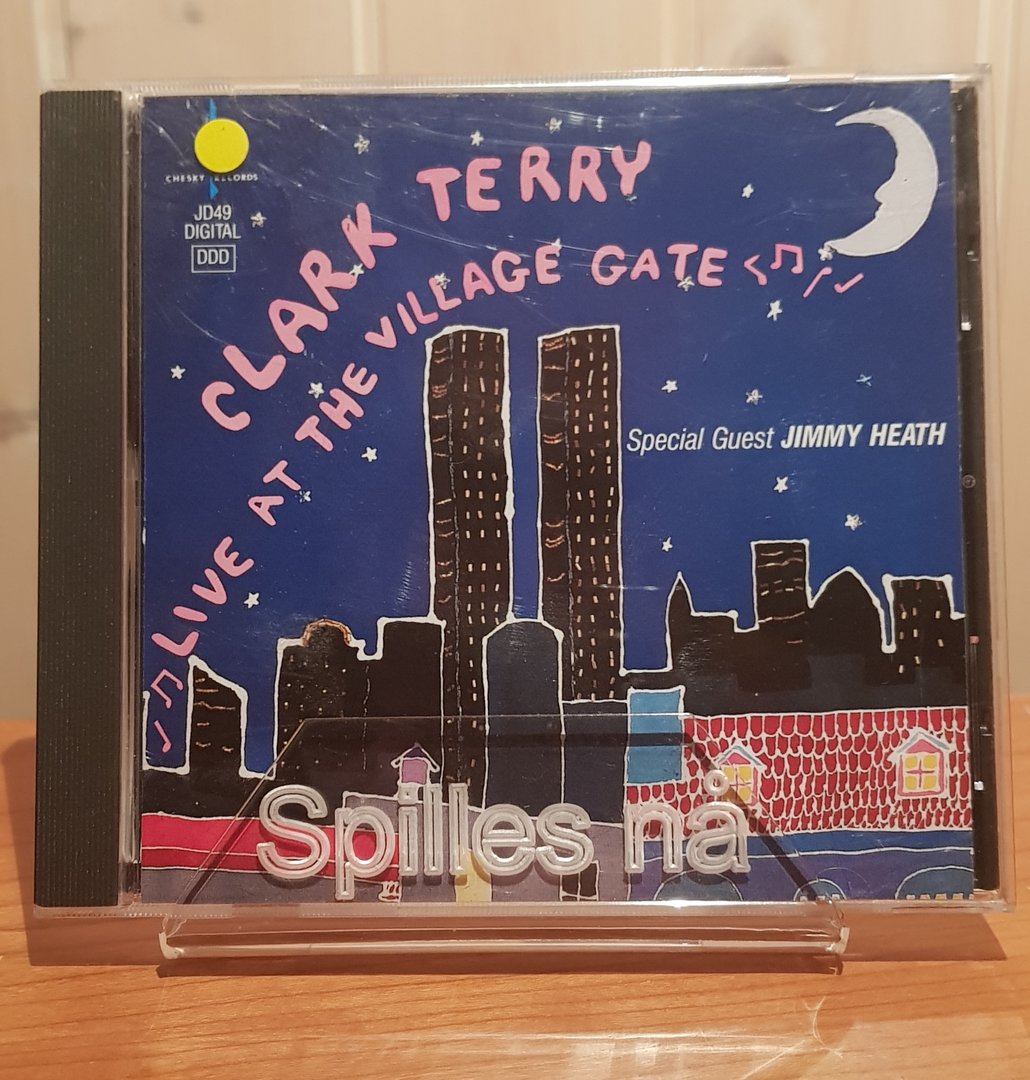 CHESKY RECORDS
JD49
DIGITAL
DDD
CLARK TERRY
LIVE AT THE VILLAGE GATE
Special Guest JIMMY HEATH
Spilles nå